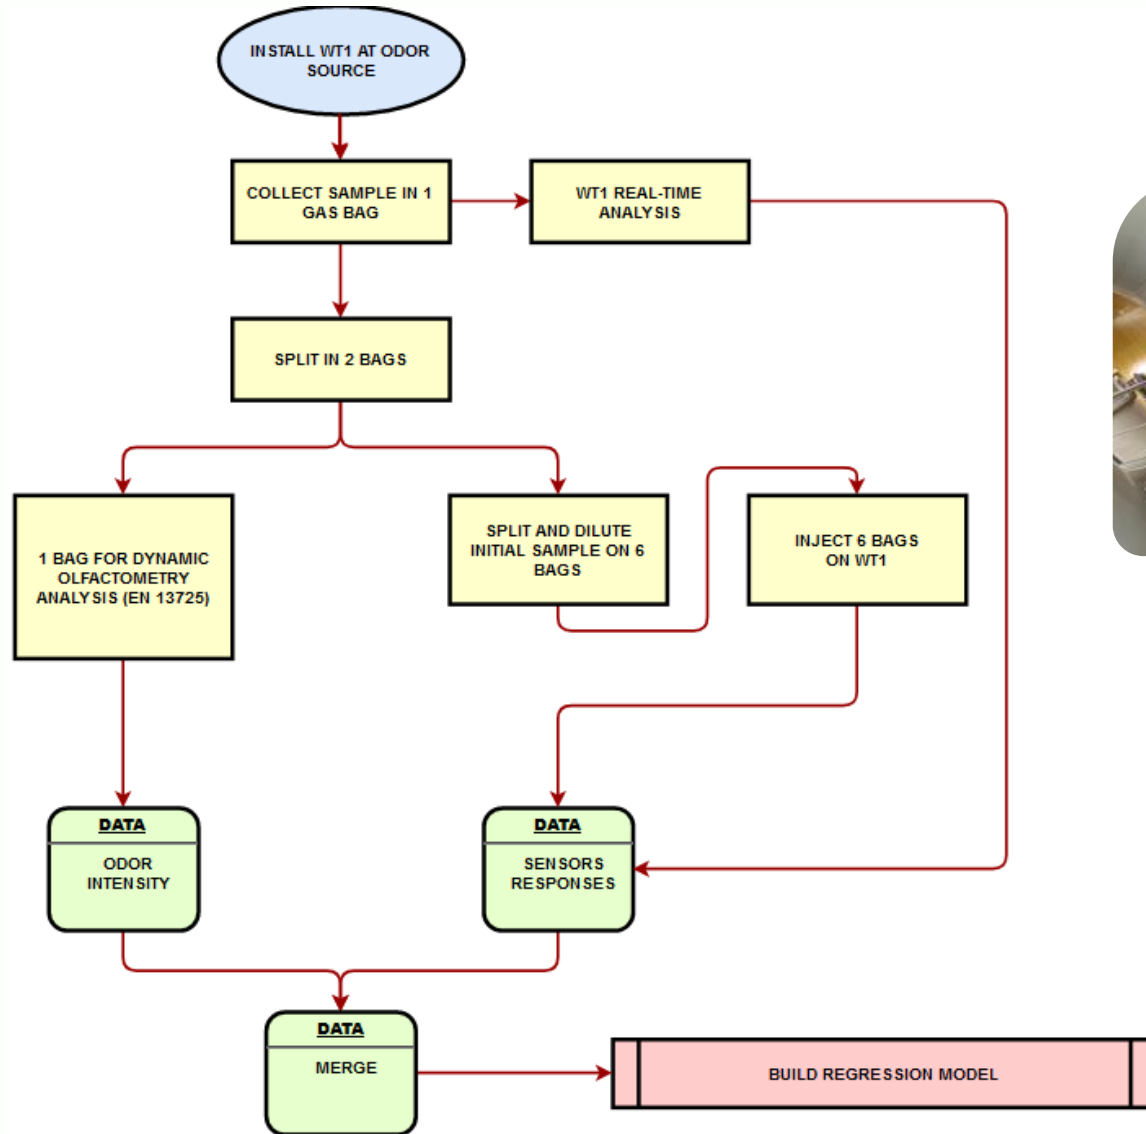 INSTALL WT1 AT ODOR
SOURCE
COLLECT SAMPLE IN 1
GAS BAG
WT1 REAL-TIME
ANALYSIS
SPLIT IN 2 BAGS
1 BAG FOR DYNAMIC
OLFACTOMETRY
ANALYSIS (EN 13725)
SPLIT AND DILUTE
INITIAL SAMPLE ON 6
BAGS
INJECT 6 BAGS
ON WT1
DATA
ODOR
INTENSITY
DATA
SENSORS
RESPONSES
DATA
MERGE
BUILD REGRESSION MODEL